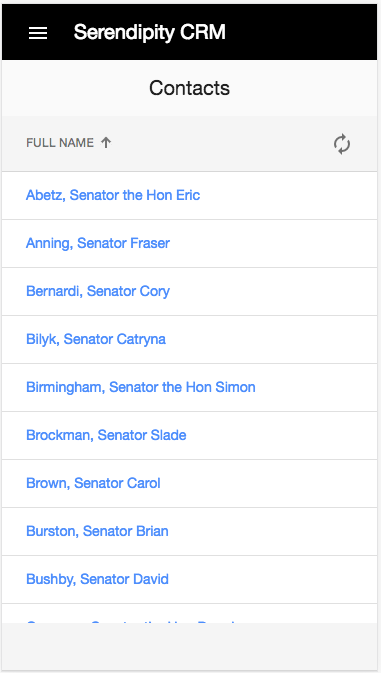 Serendipity CRM
Contacts
FULL NAME
Abetz, Senator the Hon Eric
Anning, Senator Fraser
Bernardi, Senator Cory
Bilyk, Senator Catryna
Birmingham, Senator the Hon Simon
Brockman, Senator Slade
Brown, Senator Carol
Burston, Senator Brian
Bushby, Senator David